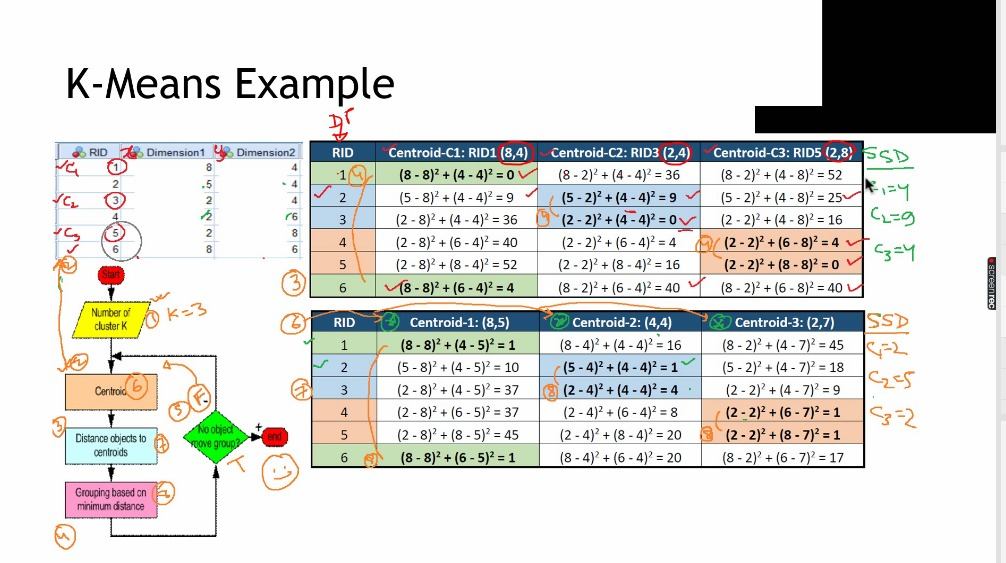 K-Means Example
RID Dimension1 Dimension2
C1 1 8 4
2 5 4
C2 3 2 4
4 2 6
C3 5 2 8
6 8 6
RID Centroid-C1: RID1 (8,4) Centroid-C2: RID3 (2,4) Centroid-C3: RID5 (2,8)
1 (8 - 8)² + (4 - 4)² = 0 (8 - 2)² + (4 - 4)² = 36 (8 - 2)² + (4 - 8)² = 52
2 (5 - 8)² + (4 - 4)² = 9 (5 - 2)² + (4 - 4)² = 9 (5 - 2)² + (4 - 8)² = 25
3 (2 - 8)² + (4 - 4)² = 36 (2 - 2)² + (4 - 4)² = 0 (2 - 2)² + (4 - 8)² = 16
4 (2 - 8)² + (6 - 4)² = 40 (2 - 2)² + (6 - 4)² = 4 (2 - 2)² + (6 - 8)² = 4
5 (2 - 8)² + (8 - 4)² = 52 (2 - 2)² + (8 - 4)² = 16 (2 - 2)² + (8 - 8)² = 0
6 (8 - 8)² + (6 - 4)² = 4 (8 - 2)² + (6 - 4)² = 40 (8 - 2)² + (6 - 8)² = 40
SSD
1=4
C2=9
C3=4
RID Centroid-1: (8,5) Centroid-2: (4,4) Centroid-3: (2,7)
1 (8 - 8)² + (4 - 5)² = 1 (8 - 4)² + (4 - 4)² = 16 (8 - 2)² + (4 - 7)² = 45
2 (5 - 8)² + (4 - 5)² = 10 (5 - 4)² + (4 - 4)² = 1 (5 - 2)² + (4 - 7)² = 18
3 (2 - 8)² + (4 - 5)² = 37 (2 - 4)² + (4 - 4)² = 4 (2 - 2)² + (4 - 7)² = 9
4 (2 - 8)² + (6 - 5)² = 37 (2 - 4)² + (6 - 4)² = 8 (2 - 2)² + (6 - 7)² = 1
5 (2 - 8)² + (8 - 5)² = 45 (2 - 4)² + (8 - 4)² = 20 (2 - 2)² + (8 - 7)² = 1
6 (8 - 8)² + (6 - 5)² = 1 (8 - 4)² + (6 - 4)² = 20 (8 - 2)² + (6 - 7)² = 17
SSD
C1=2
C2=5
C3=2
Start
Number of
cluster K
1 K=3
Centroid 6
Distance objects to
centroids
Grouping based on
minimum distance
No object
move group?
+
end
T
F
3
6
7
4
screenrec